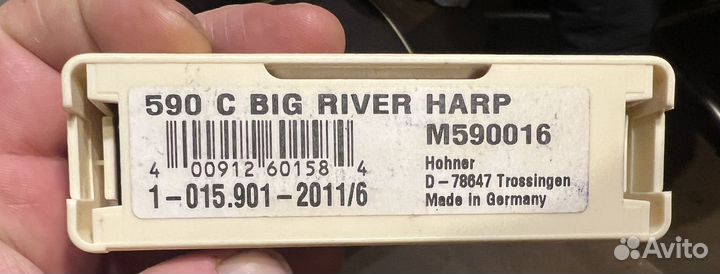 590 C BIG RIVER HARP
M590016
4 00912 60158 4
Hohner
D-78647 Trossingen
1-015.901-2011/6
Made in Germany
Avito